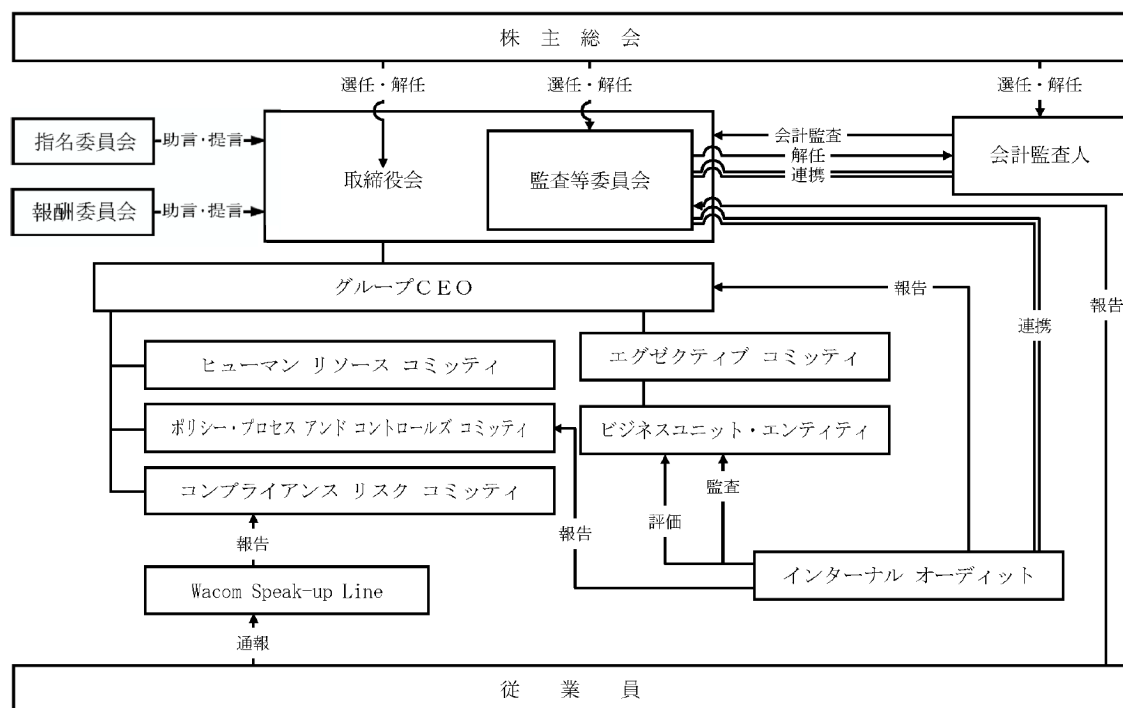 株 主 総 会
選任・解任
選任・解任
選任・解任
指名委員会
助言・提言
報酬委員会
助言・提言
取締役会
監査等委員会
会計監査
解任
連携
会計監査人
グループCEO
報告
連携
報告
ヒューマン リソース コミッティ
エグゼクティブ コミッティ
ポリシー・プロセス アンド コントロールズ コミッティ
ビジネスユニット・エンティティ
コンプライアンス リスク コミッティ
監査
評価
報告
報告
インターナル オーディット
Wacom Speak-up Line
通報
従 業 員